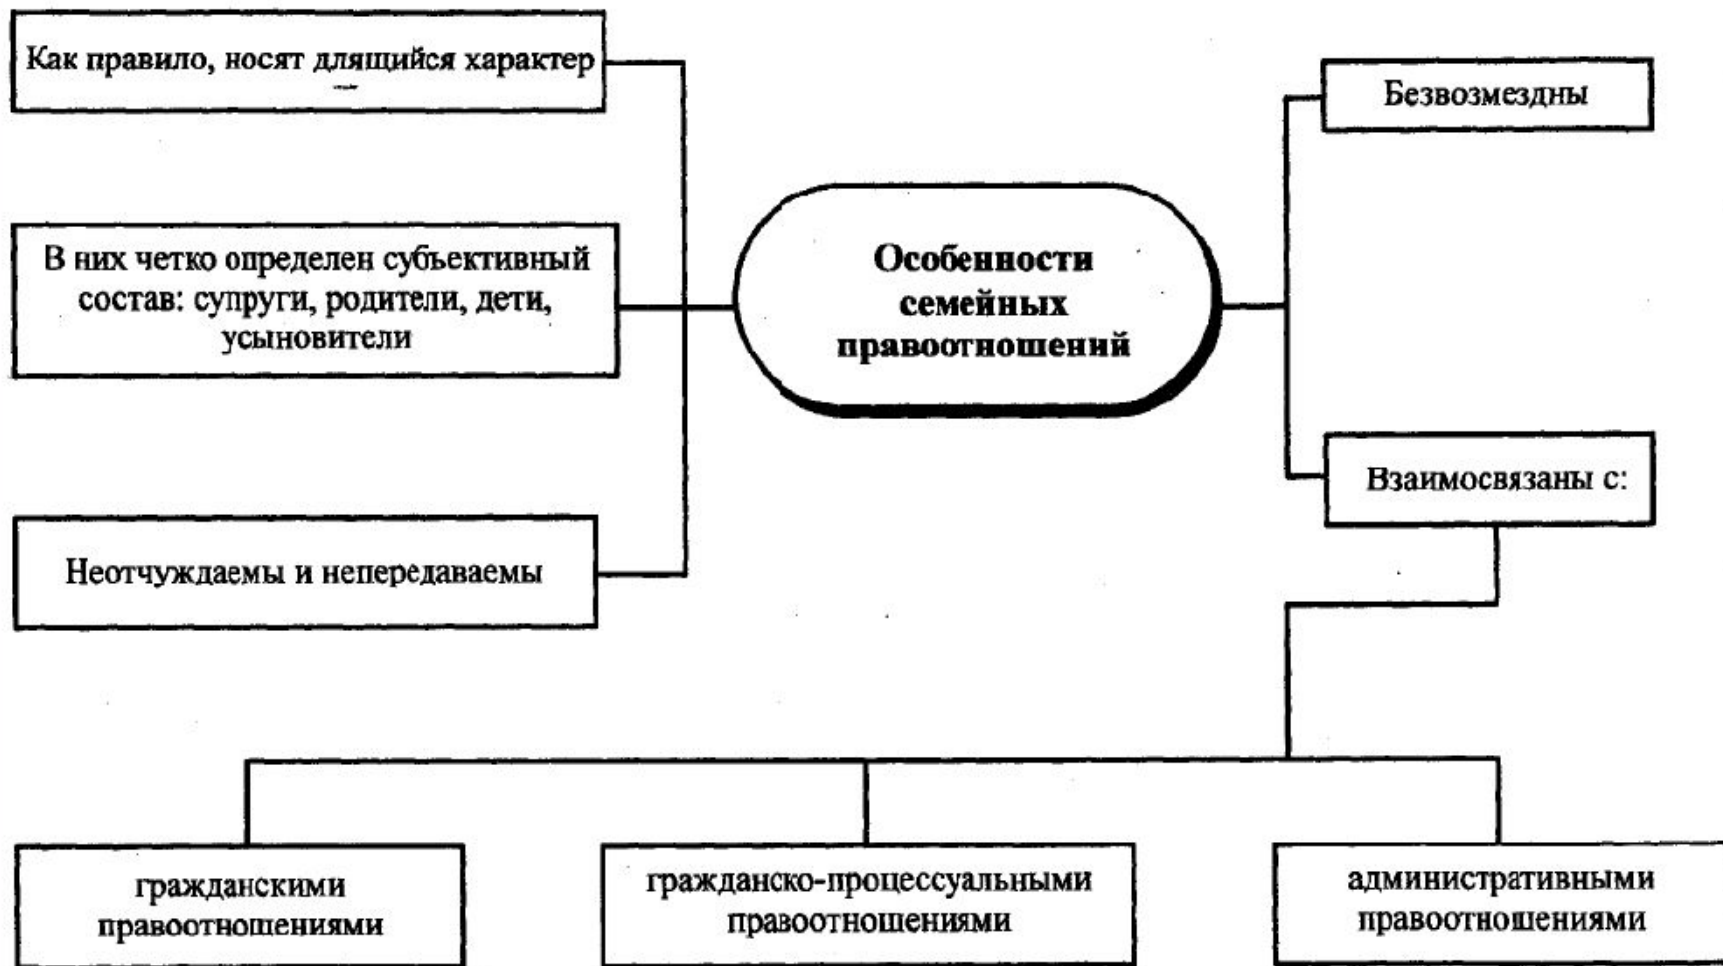 Как правило, носят длящийся характер
В них четко определен субъективный
состав: супруги, родители, дети,
усыновители
Неотчуждаемы и непередаваемы
Особенности
семейных
правоотношений
Безвозмездны
Взаимосвязаны с:
гражданскими
правоотношениями
гражданско-процессуальными
правоотношениями
административными
правоотношениями